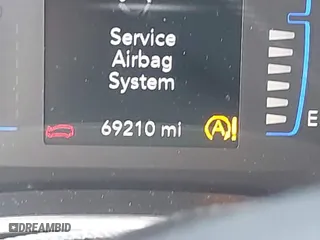 Service
Airbag
System
69210 mi
A!
E
DREAMBID